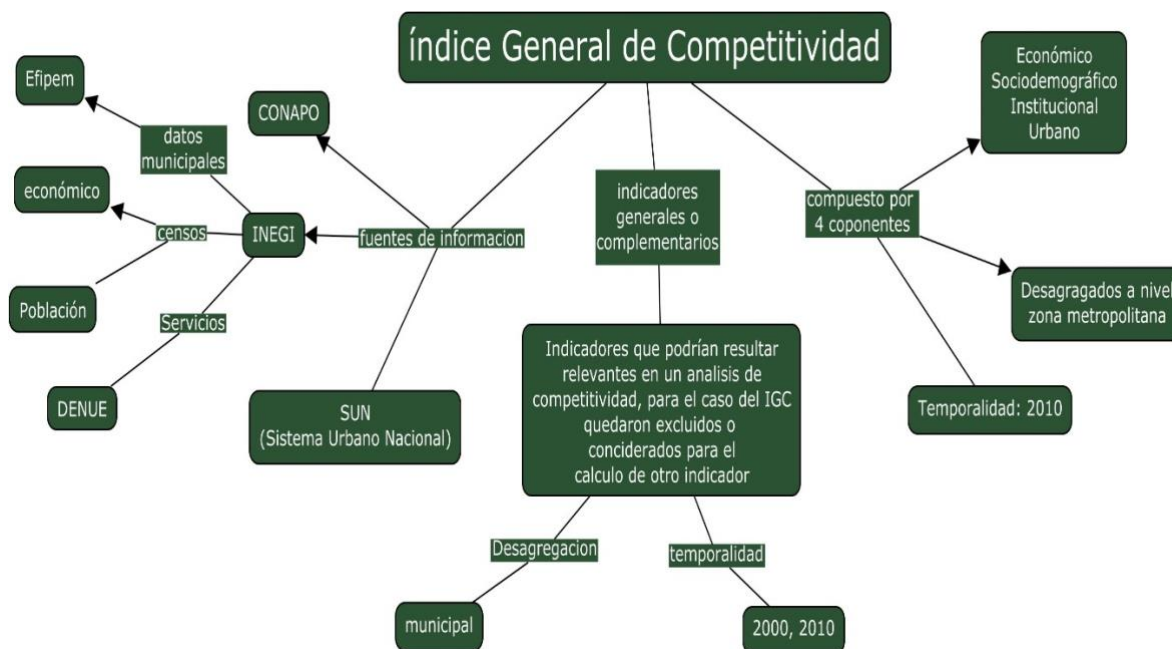 índice General de Competitividad
Efipem
datos
municipales
económico
censos
Población
Servicios
DENUE
INEGI
CONAPO
fuentes de informacion
SUN
(Sistema Urbano Nacional)
indicadores
generales o
complementarios
Indicadores que podrían resultar
relevantes en un analisis de
competitividad, para el caso del IGC
quedaron excluidos o
conciderados para el
calculo de otro indicador
Desagregacion
municipal
temporalidad
2000, 2010
compuesto por
4 coponentes
Económico
Sociodemográfico
Institucional
Urbano
Desagragados a nivel
zona metropolitana
Temporalidad: 2010